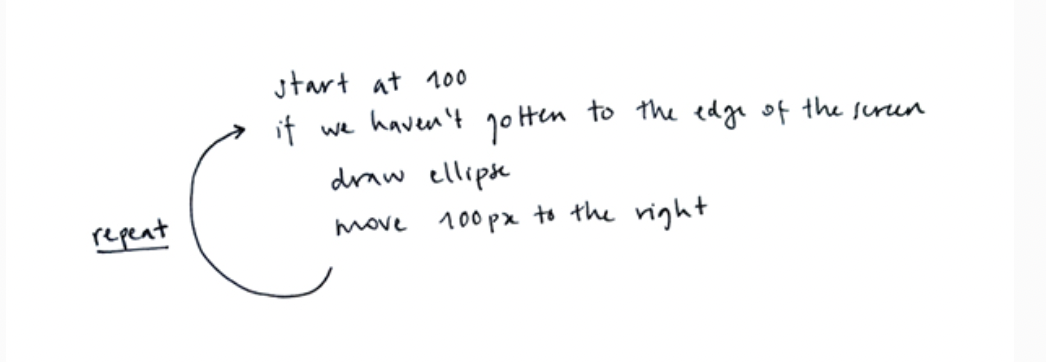 start at 100
if we haven't gotten to the edge of the screen
draw ellipse
move 100px to the right
repeat